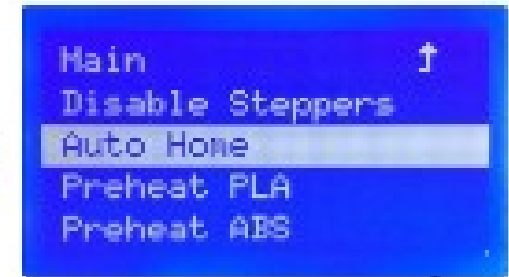 Main
Disable Steppers
Auto Home
Preheat PLA
Preheat ABS